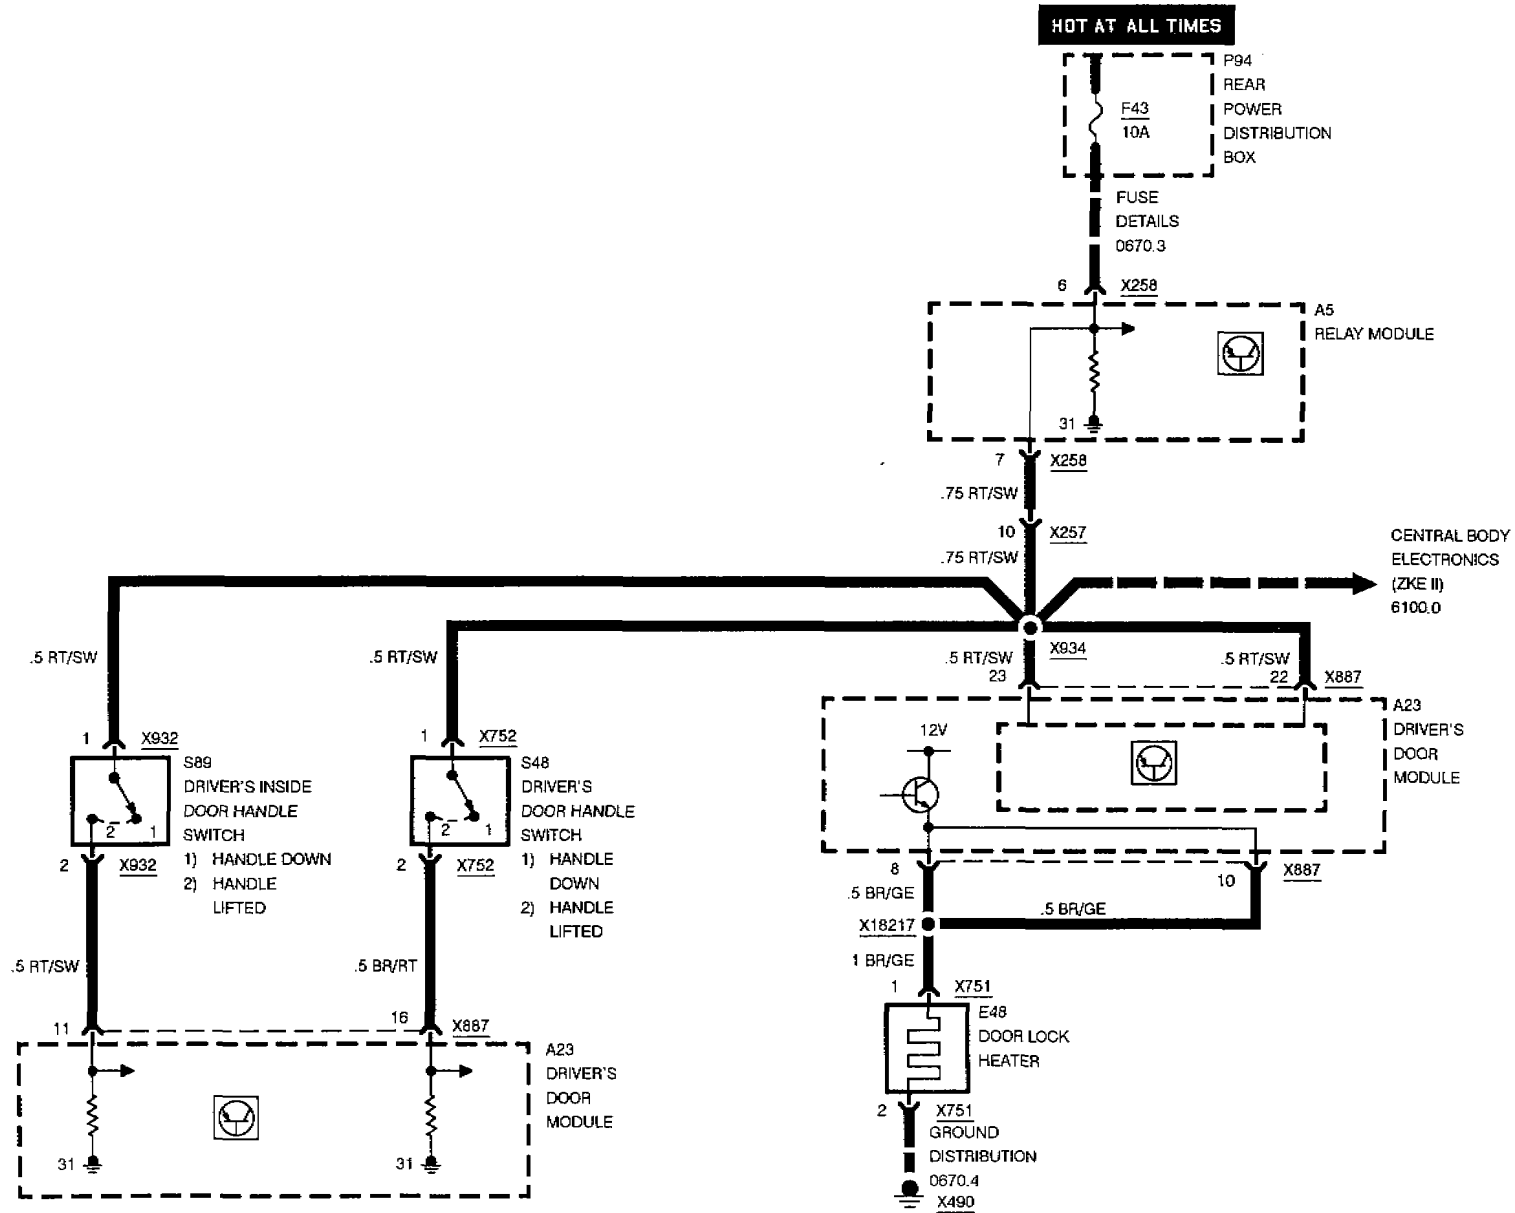 HOT AT ALL TIMES
P94
REAR
POWER
DISTRIBUTION
BOX
F43
10A
FUSE
DETAILS
0670.3
6
X258
A5
RELAY MODULE
31
7
X258
.75 RT/SW
10
X257
.75 RT/SW
CENTRAL BODY
ELECTRONICS
(ZKE II)
6100.0
X934
.5 RT/SW
.5 RT/SW
.5 RT/SW
.5 RT/SW
23
22
X887
1
X932
1
X752
S89
DRIVER'S INSIDE
DOOR HANDLE
SWITCH
1) HANDLE DOWN
2) HANDLE
LIFTED
2
1
2
X932
S48
DRIVER'S
DOOR HANDLE
SWITCH
1) HANDLE
DOWN
2) HANDLE
LIFTED
2
1
2
X752
A23
DRIVER'S
DOOR
MODULE
12V
8
10
X887
.5 BR/GE
.5 BR/GE
X18217
1 BR/GE
1
X751
E48
DOOR LOCK
HEATER
2
X751
GROUND
DISTRIBUTION
0670.4
X490
.5 RT/SW
.5 BR/RT
11
16
X887
A23
DRIVER'S
DOOR
MODULE
31
31